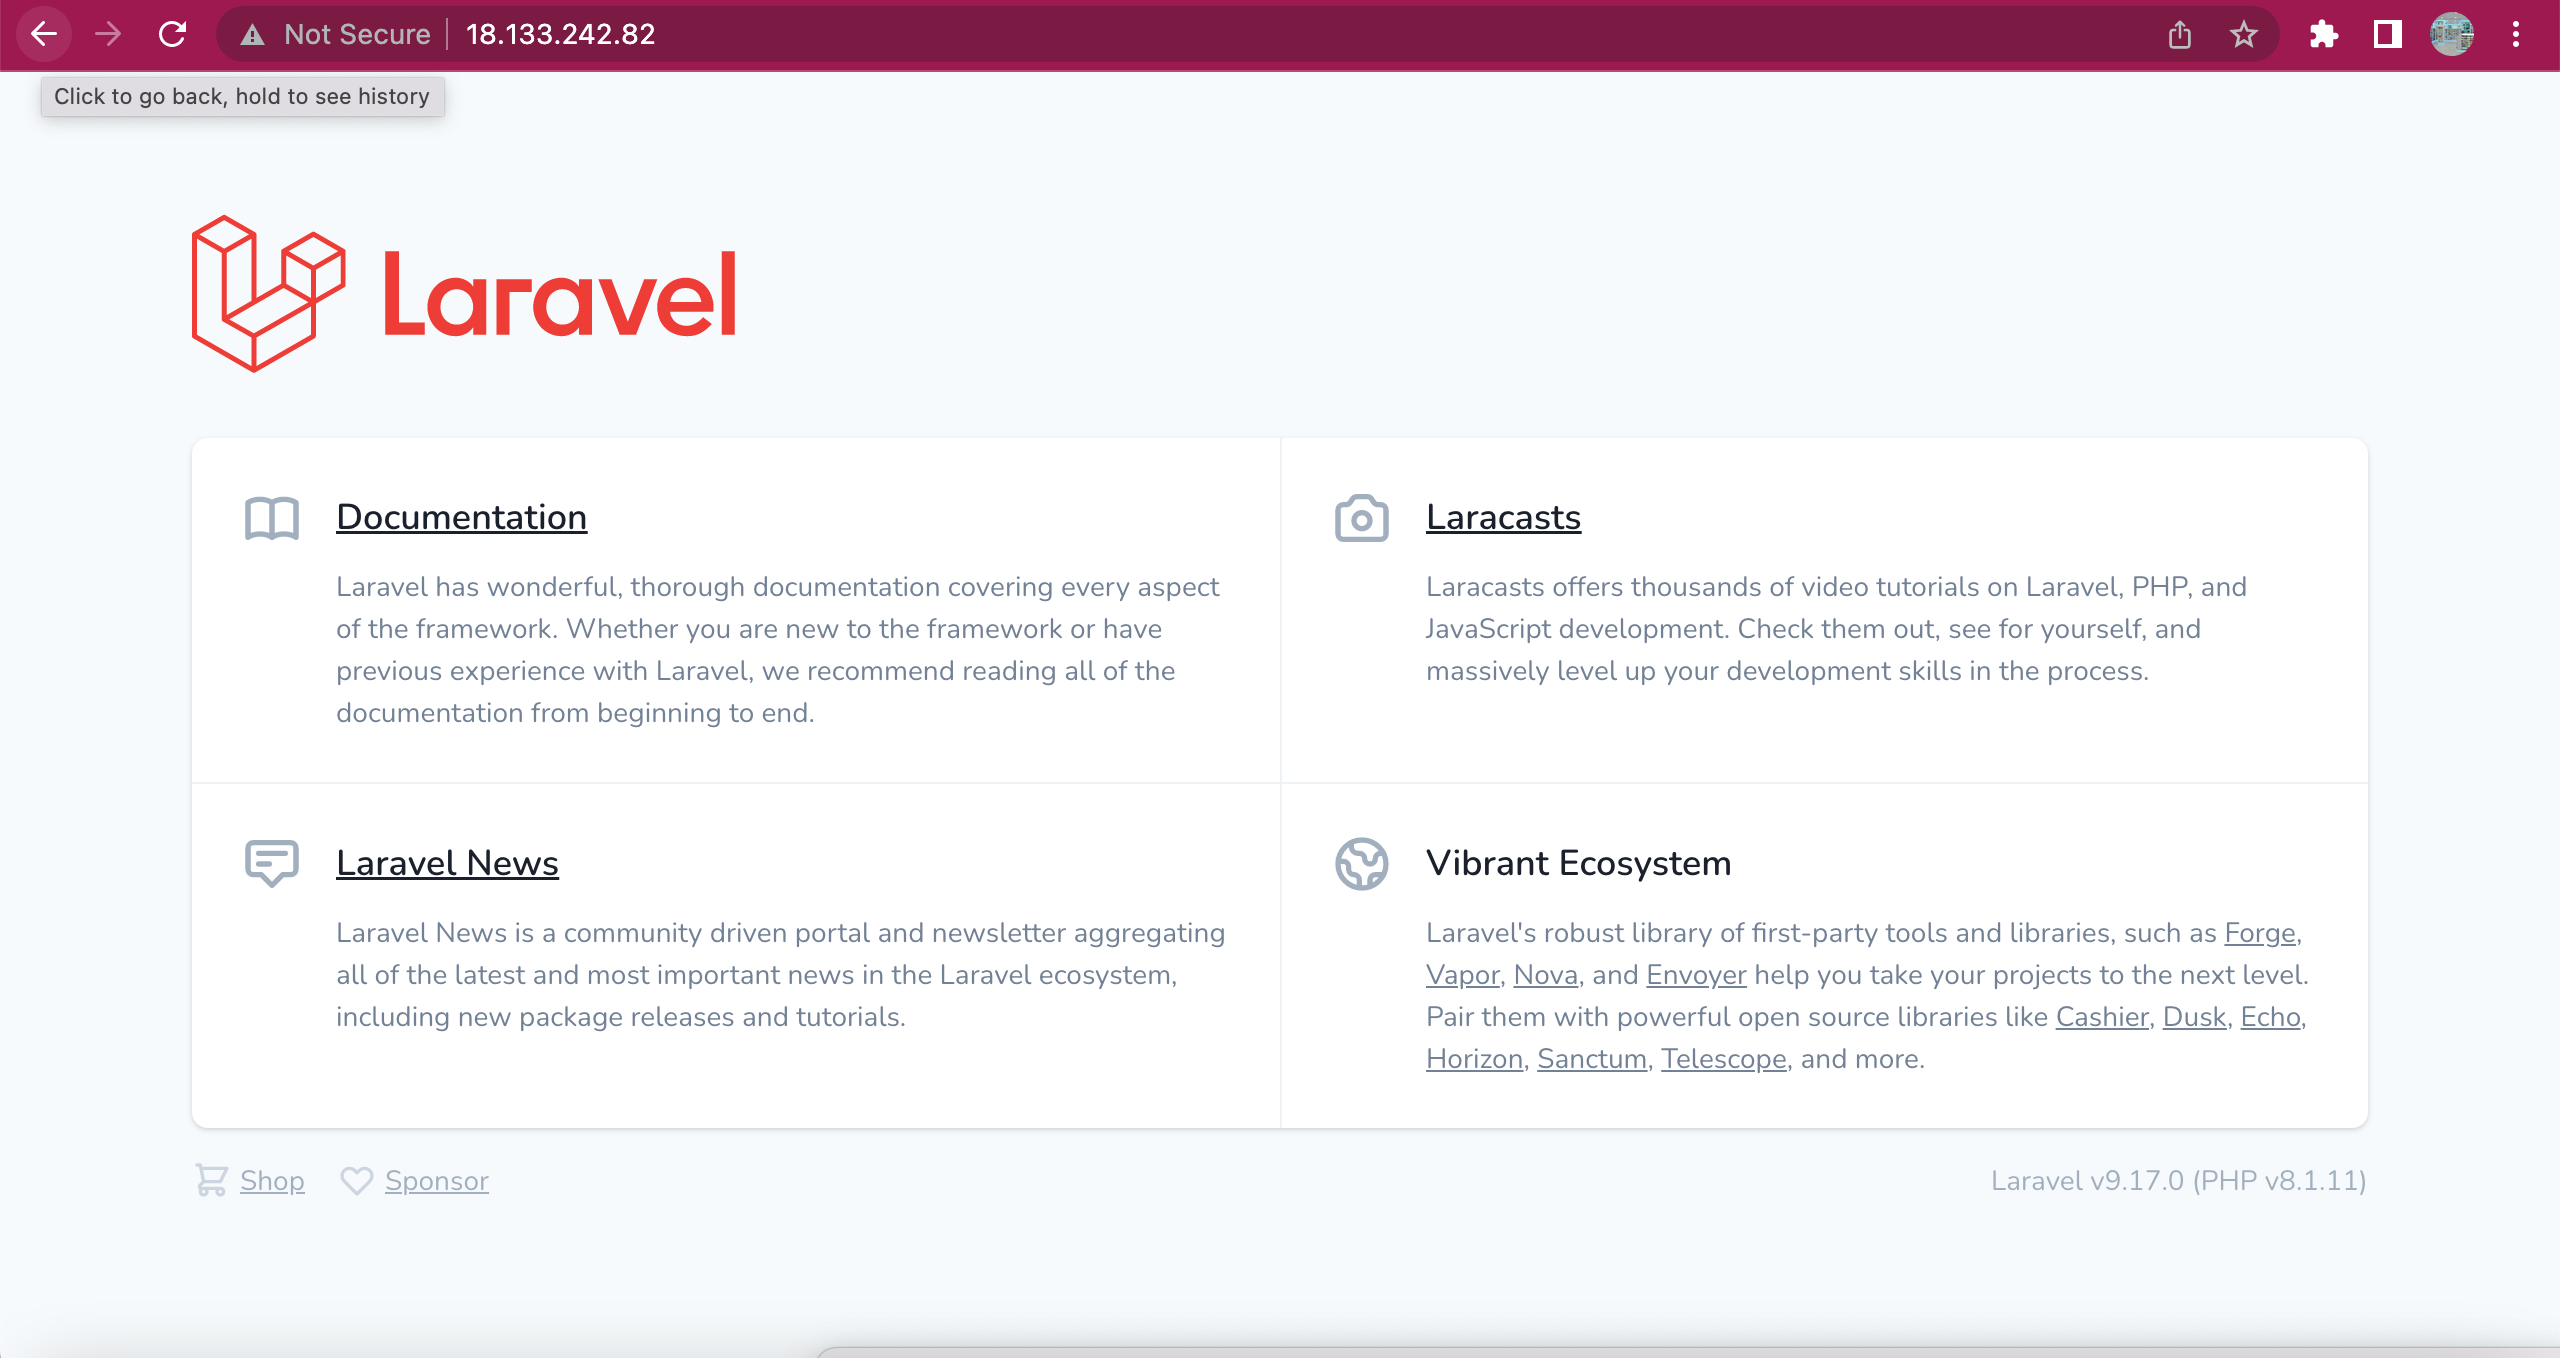 Not Secure 18.133.242.82
Click to go back, hold to see history
Laravel
Documentation
Laravel has wonderful, thorough documentation covering every aspect
of the framework. Whether you are new to the framework or have
previous experience with Laravel, we recommend reading all of the
documentation from beginning to end.
Laracasts
Laracasts offers thousands of video tutorials on Laravel, PHP, and
JavaScript development. Check them out, see for yourself, and
massively level up your development skills in the process.
Laravel News
Laravel News is a community driven portal and newsletter aggregating
all of the latest and most important news in the Laravel ecosystem,
including new package releases and tutorials.
Vibrant Ecosystem
Laravel's robust library of first-party tools and libraries, such as Forge,
Vapor, Nova, and Envoyer help you take your projects to the next level.
Pair them with powerful open source libraries like Cashier, Dusk, Echo,
Horizon, Sanctum, Telescope, and more.
Shop Sponsor
Laravel v9.17.0 (PHP v8.1.11)